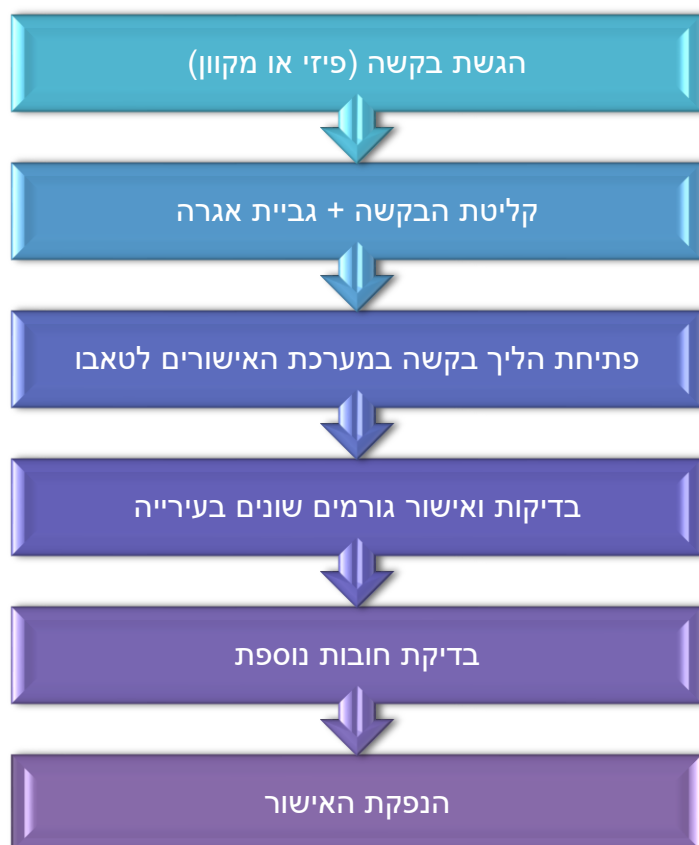 הגשת בקשה (פיזי או מקוון)
קליטת הבקשה + גביית אגרה
פתיחת הליך בקשה במערכת האישורים לטאבו
בדיקות ואישור גורמים שונים בעירייה
בדיקת חובות נוספת
הנפקת האישור